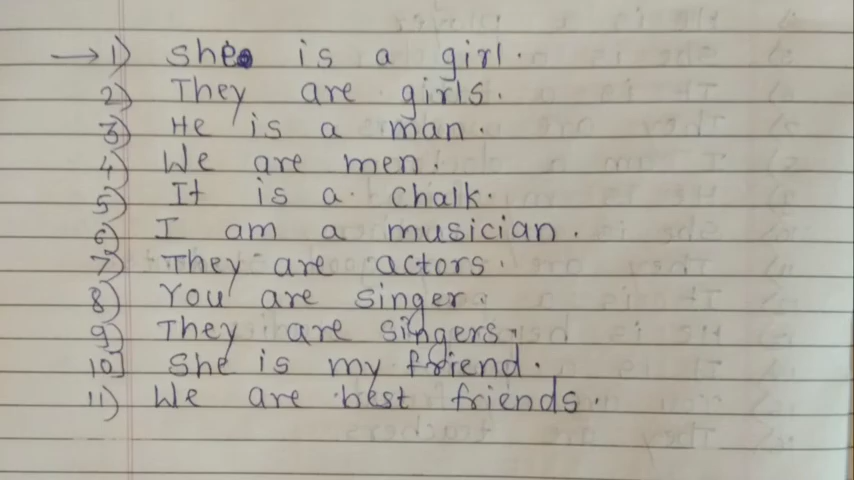 → 1) She is a girl.
2) They are girls.
3) He is a man.
4) We are men.
5) It is a chalk.
6) I am a musician.
7) They are actors.
8) You are singer.
9) They are singers.
10) She is my friend.
11) We are best friends.